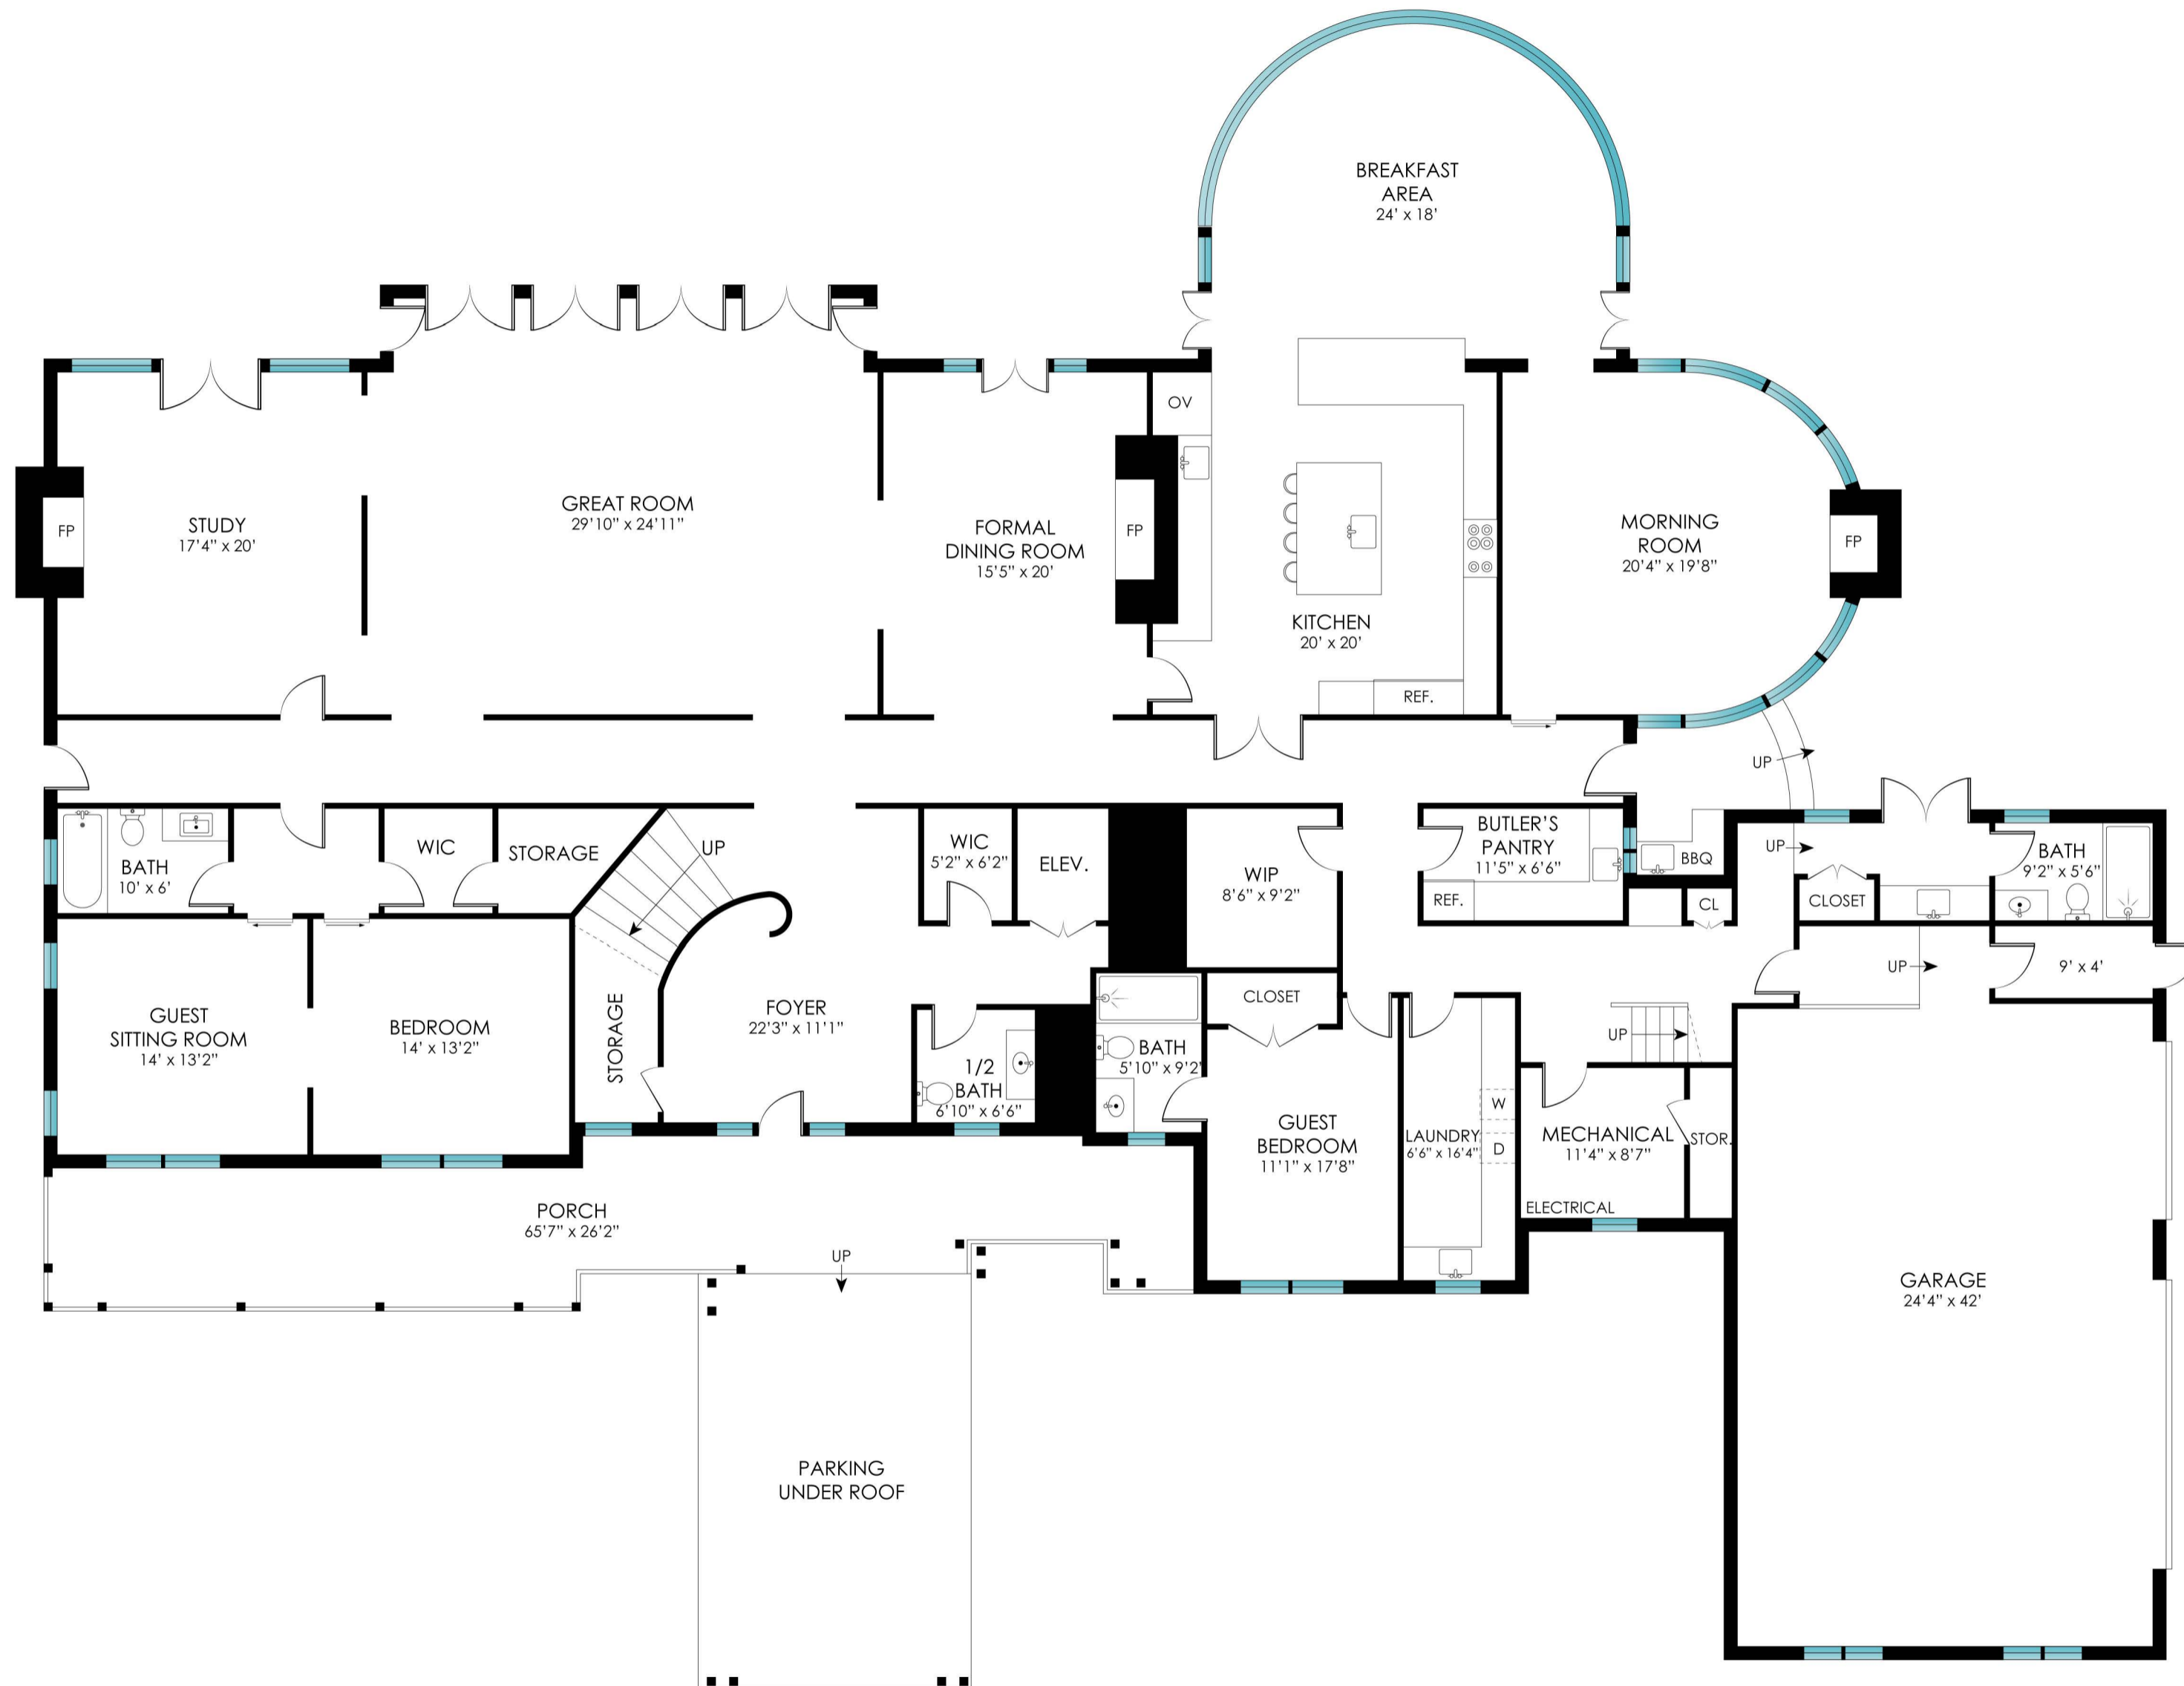 BREAKFAST
AREA
24' x 18'
OV
STUDY
17'4" x 20'
FP
GREAT ROOM
29'10" x 24'11"
FORMAL
DINING ROOM
15'5" x 20'
FP
KITCHEN
20' x 20'
REF.
MORNING
ROOM
20'4" x 19'8"
FP
UP
BATH
10' x 6'
WIC
STORAGE
UP
WIC
5'2" x 6'2"
ELEV.
WIP
8'6" x 9'2"
BUTLER'S
PANTRY
11'5" x 6'6"
REF.
BBQ
CL
UP
CLOSET
BATH
9'2" x 5'6"
UP
9' x 4'
GUEST
SITTING ROOM
14' x 13'2"
BEDROOM
14' x 13'2"
STORAGE
FOYER
22'3" x 11'1"
1/2
BATH
6'10" x 6'6"
BATH
5'10" x 9'2"
CLOSET
GUEST
BEDROOM
11'1" x 17'8"
LAUNDRY
6'6" x 16'4"
W
D
UP
MECHANICAL
11'4" x 8'7"
ELECTRICAL
STOR.
PORCH
65'7" x 26'2"
UP
GARAGE
24'4" x 42'
PARKING
UNDER ROOF